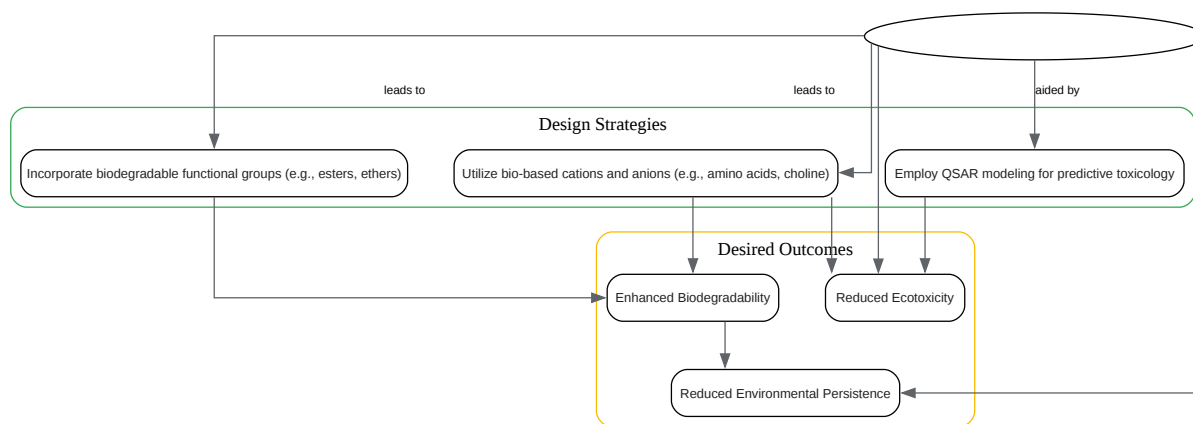 leads to
leads to
aided by
Design Strategies
Incorporate biodegradable functional groups (e.g., esters, ethers)
Utilize bio-based cations and anions (e.g., amino acids, choline)
Employ QSAR modeling for predictive toxicology
Desired Outcomes
Enhanced Biodegradability
Reduced Ecotoxicity
Reduced Environmental Persistence